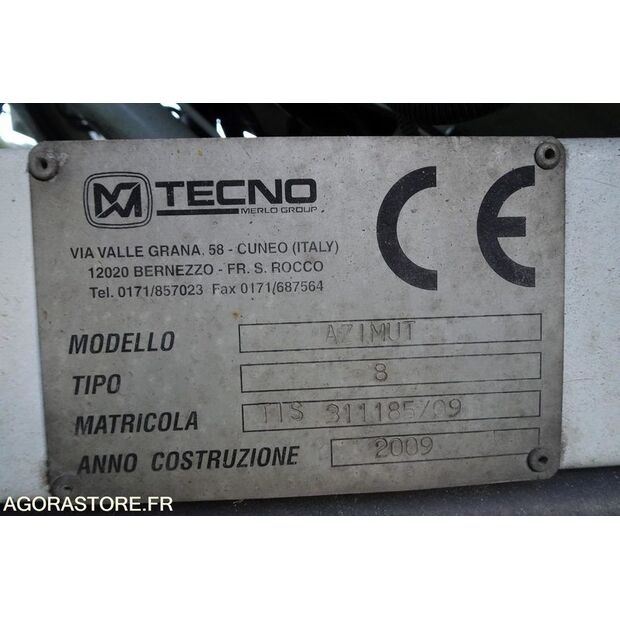 TECNO
MERLO GROUP
CE
VIA VALLE GRANA, 58 - CUNEO (ITALY)
12020 BERNEZZO - FR. S. ROCCO
Tel. 0171/857023 Fax 0171/687564
MODELLO AZIMUT
TIPO 8
MATRICOLA TTS 311185/09
ANNO COSTRUZIONE 2009
AGORASTORE.FR